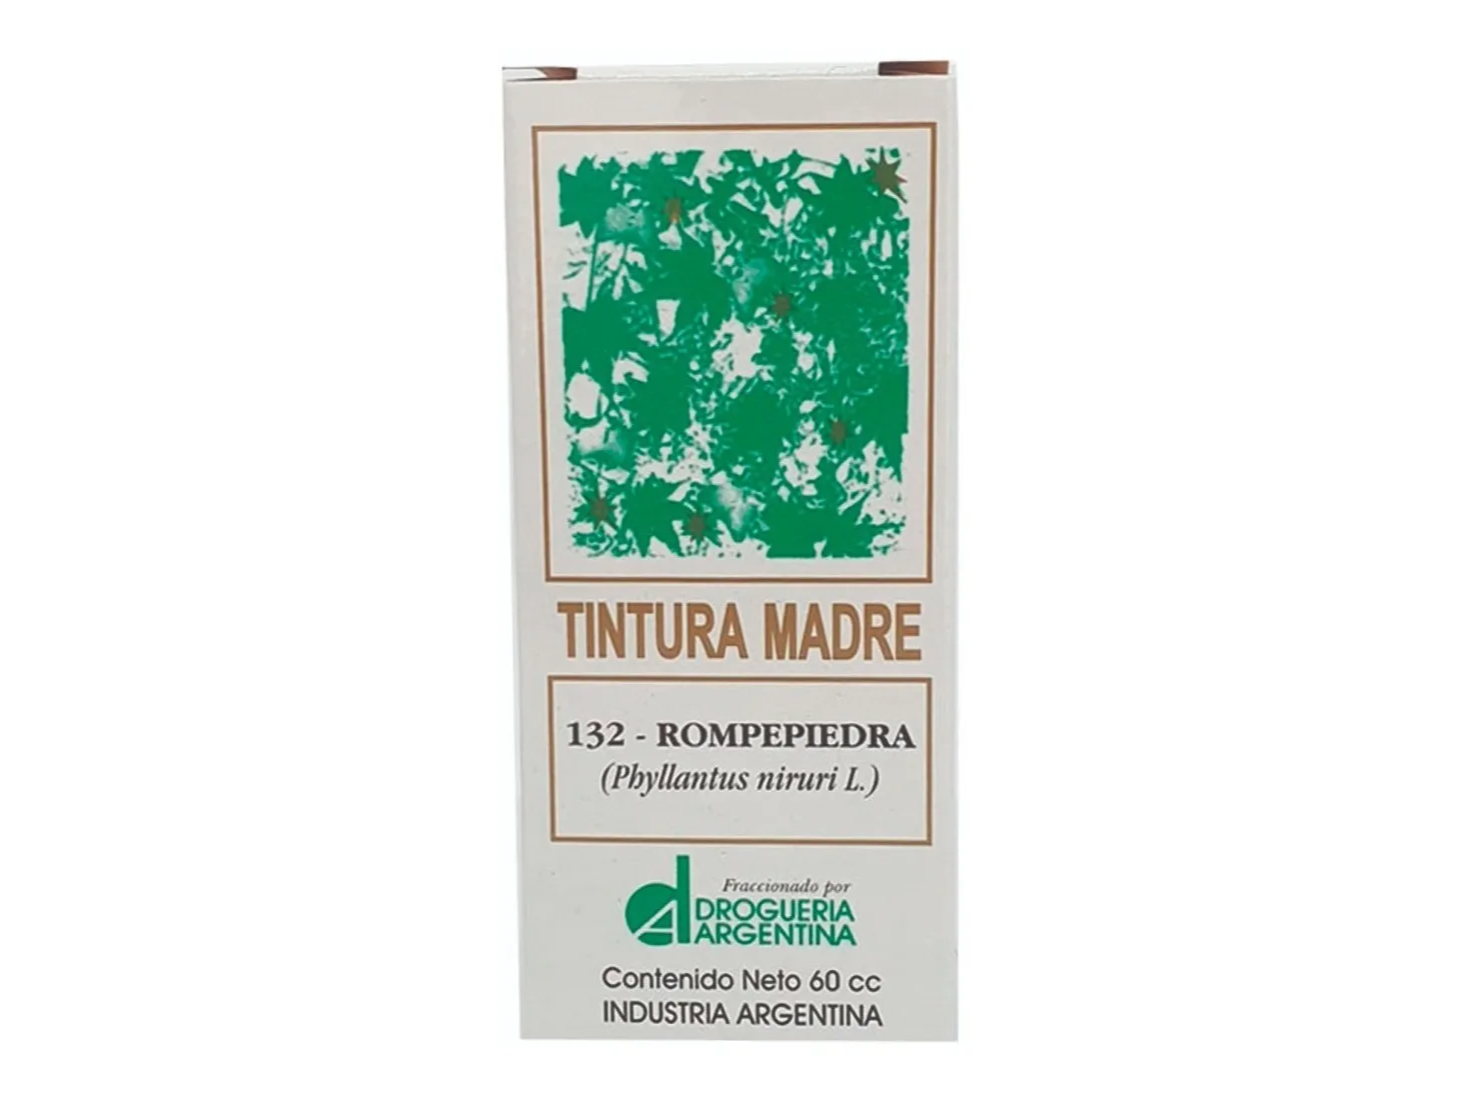 TINTURA MADRE
132 - ROMPEPIEDRA
(Phyllantus niruri L.)
Fraccionado por
DROGUERIA
ARGENTINA
Contenido Neto 60 cc
INDUSTRIA ARGENTINA